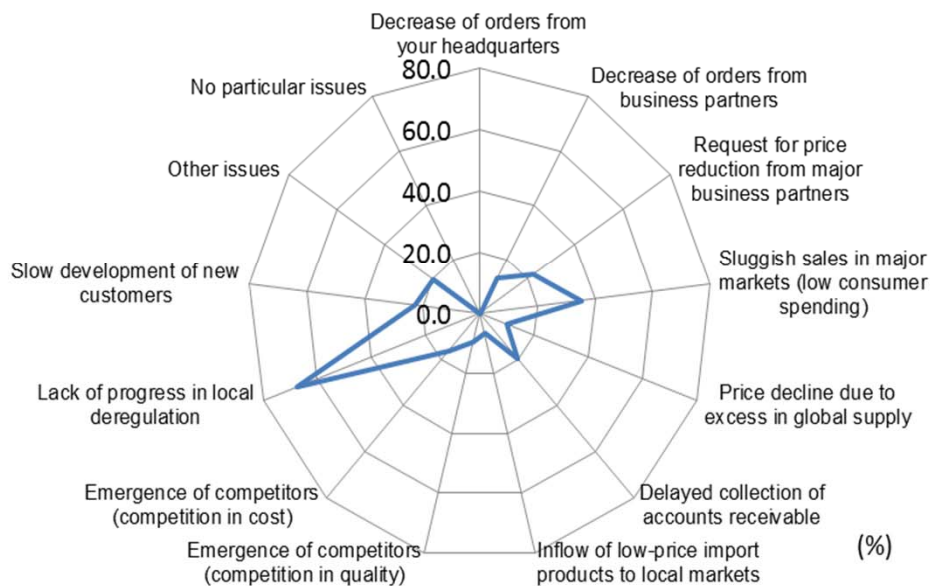 Decrease of orders from
your headquarters
80.0
60.0
40.0
20.0
0.0
Decrease of orders from
business partners
Request for price
reduction from major
business partners
Sluggish sales in major
markets (low consumer
spending)
Price decline due to
excess in global supply
Delayed collection of
accounts receivable
Inflow of low-price import
products to local markets
Emergence of competitors
(competition in quality)
Emergence of competitors
(competition in cost)
Lack of progress in local
deregulation
Slow development of new
customers
Other issues
No particular issues
(%)